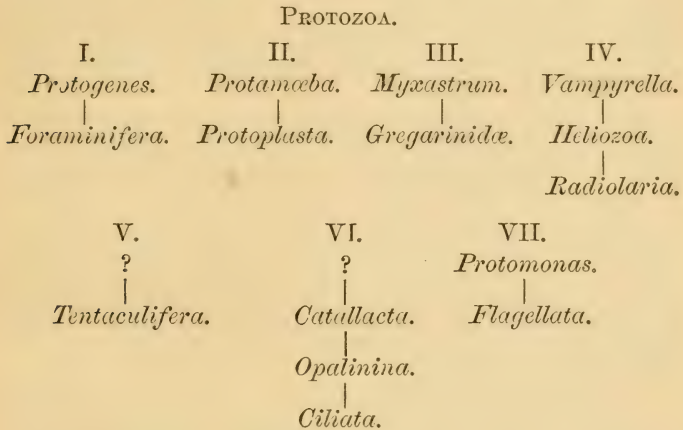 PROTOZOA.
I. II. III. IV.
Protogenes. Protamœba. Myxastrum. Vampyrella.
Foraminifera. Protoplasta. Gregarinidæ. Heliozoa.
Radiolaria.
V. VI. VII.
? ? Protomonas.
Tentaculifera. Catallacta. Flagellata.
Opalinina.
Ciliata.